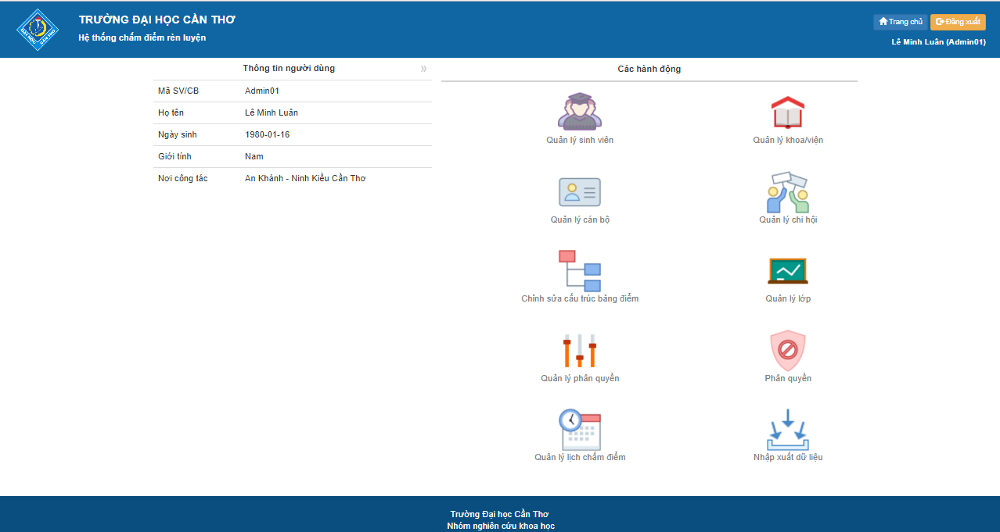 TRƯỜNG ĐẠI HỌC CẦN THƠ
Hệ thống chấm điểm rèn luyện
Trang chủ
Đăng xuất
Lê Minh Luân (Admin01)
ĐẠI HỌC CẦN THƠ
Thông tin người dùng »
Mã SV/CB Admin01
Họ tên Lê Minh Luân
Ngày sinh 1980-01-16
Giới tính Nam
Nơi công tác An Khánh - Ninh Kiều Cần Thơ
Các hành động
Quản lý sinh viên
Quản lý khoa/viện
Quản lý cán bộ
Quản lý chi hội
Chỉnh sửa cấu trúc bảng điểm
Quản lý lớp
Quản lý phân quyền
Phân quyền
Quản lý lịch chấm điểm
Nhập xuất dữ liệu
Trường Đại học Cần Thơ
Nhóm nghiên cứu khoa học